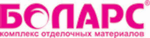 БОЛАРС®
комплекс отделочных материалов